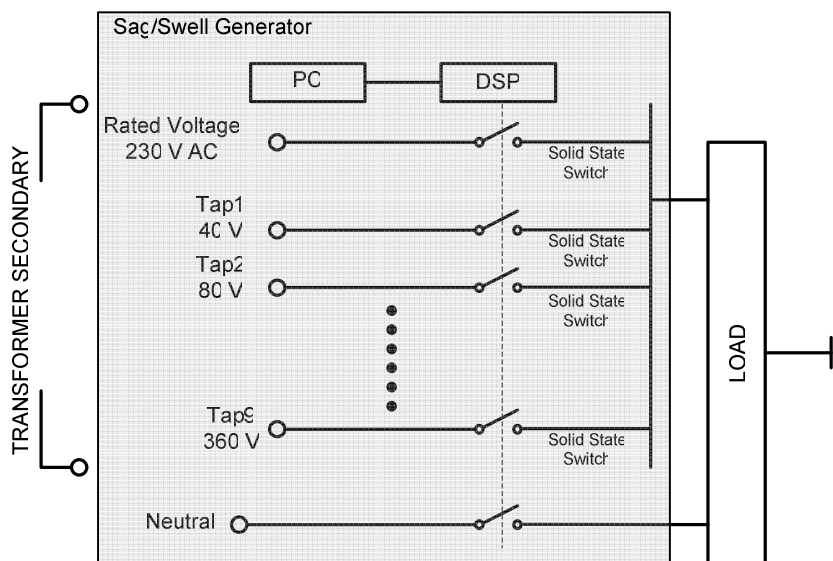 Sag/Swell Generator
PC
DSP
Rated Voltage
230 V AC
Solid State
Switch
Tap1
40 V
Solid State
Switch
Tap2
80 V
Solid State
Switch
Tap9
360 V
Solid State
Switch
Neutral
TRANSFORMER SECONDARY
LOAD